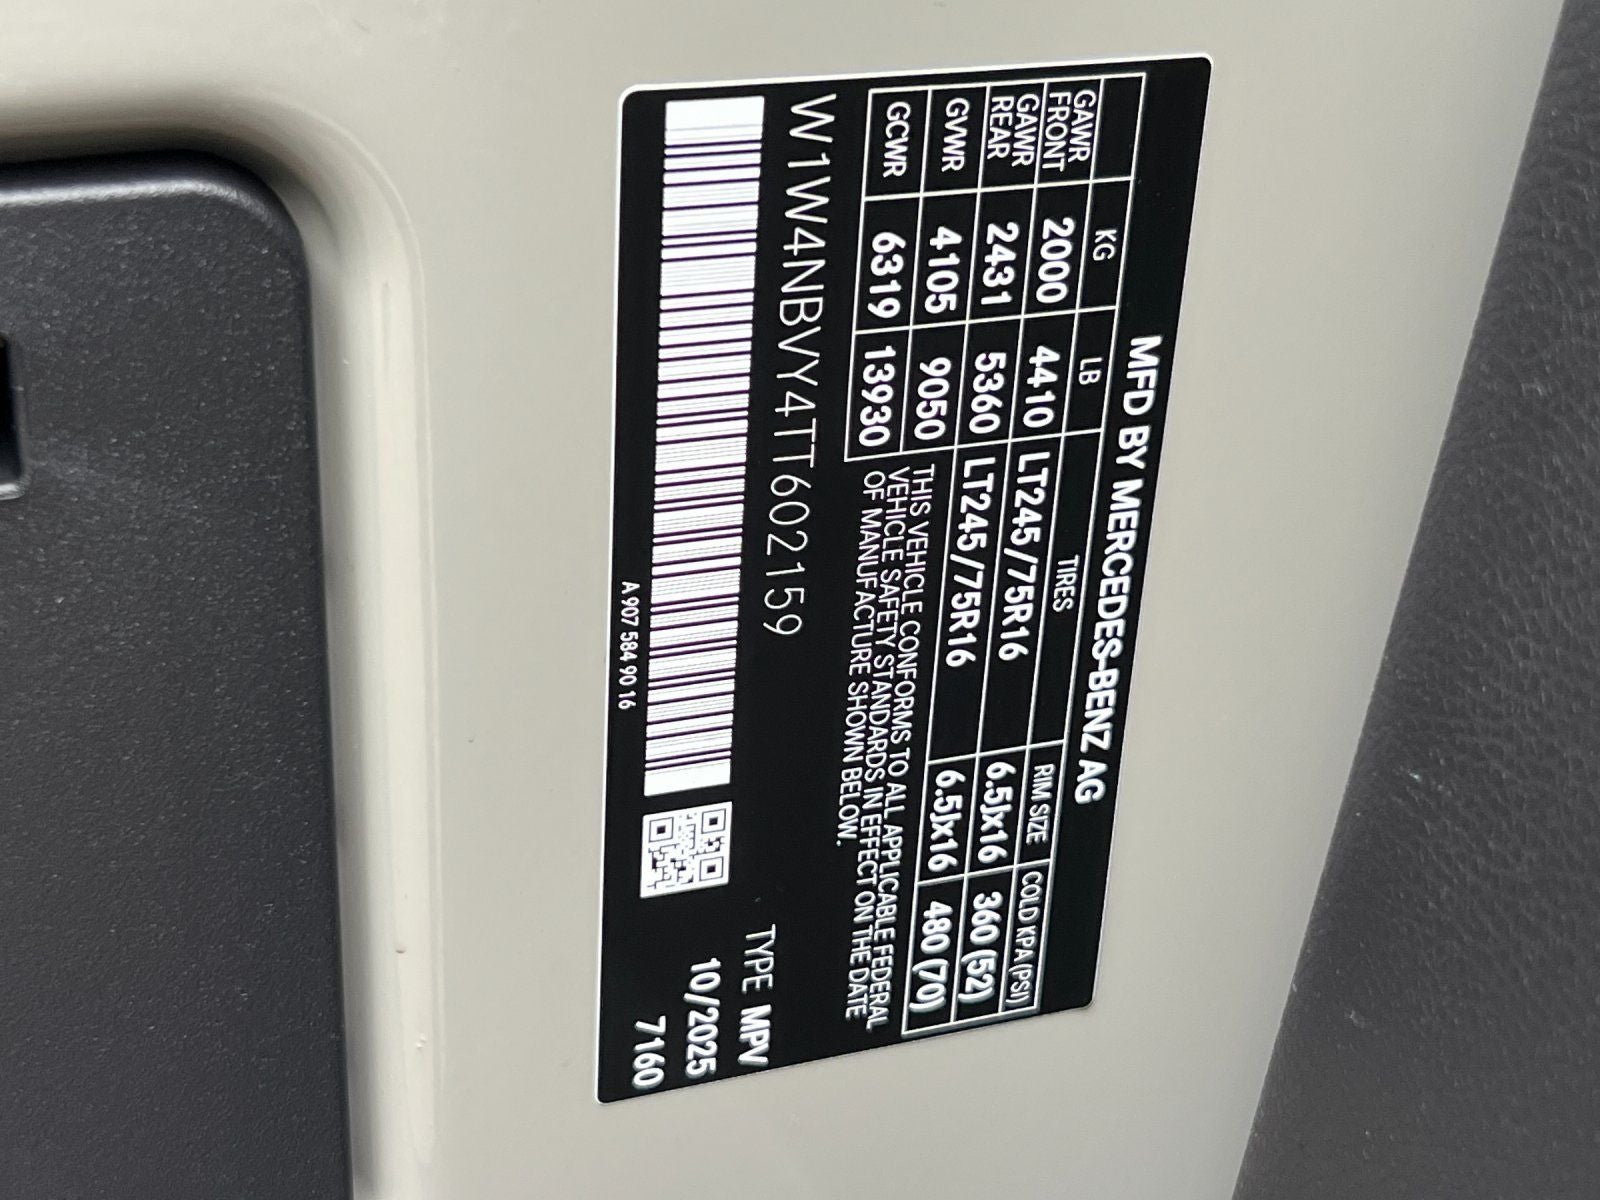 MFD BY MERCEDES-BENZ AG
KG LB TIRES RIM SIZE COLD KPA (PSI)
GAWR FRONT 2000 4410 LT245/75R16 6.5Jx16 360 (52)
GAWR REAR 2431 5360 LT245/75R16 6.5Jx16 480 (70)
GVWR 4105 9050
GCWR 6319 13930
THIS VEHICLE CONFORMS TO ALL APPLICABLE FEDERAL
VEHICLE SAFETY STANDARDS IN EFFECT ON THE DATE
OF MANUFACTURE SHOWN BELOW.
W1W4NBVY4TT602159
TYPE MPV
10/2025
7160
A 907 584 90 16